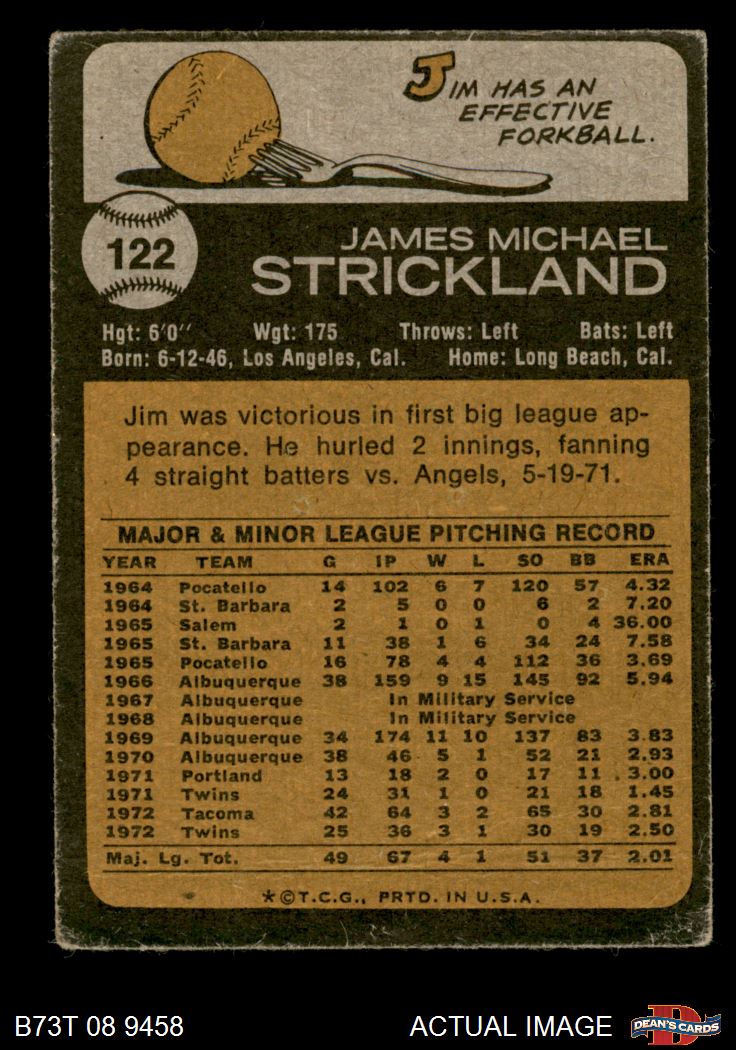 JIM HAS AN
EFFECTIVE
FORKBALL.
122
JAMES MICHAEL
STRICKLAND
Hgt: 6'0" Wgt: 175 Throws: Left Bats: Left
Born: 6-12-46, Los Angeles, Cal. Home: Long Beach, Cal.
Jim was victorious in first big league ap-
pearance. He hurled 2 innings, fanning
4 straight batters vs. Angels, 5-19-71.
MAJOR & MINOR LEAGUE PITCHING RECORD
YEAR TEAM G IP W L SO BB ERA
1964 Pocatello 14 102 6 7 120 57 4.32
1964 St. Barbara 2 5 0 0 6 2 7.20
1965 Salem 2 1 0 1 0 4 36.00
1965 St. Barbara 11 38 1 6 34 24 7.58
1965 Pocatello 16 78 4 4 112 36 3.69
1966 Albuquerque 38 159 9 15 145 92 5.94
1967 Albuquerque In Military Service
1968 Albuquerque In Military Service
1969 Albuquerque 34 174 11 10 137 83 3.83
1970 Albuquerque 38 46 5 1 52 21 2.93
1971 Portland 13 18 2 0 17 11 3.00
1971 Twins 24 31 1 0 21 18 1.45
1972 Tacoma 42 64 3 2 65 30 2.81
1972 Twins 25 36 3 1 30 19 2.50
Maj. Lg. Tot. 49 67 4 1 51 37 2.01
*©T.C.G., PRTD. IN U.S.A.
B73T 08 9458 ACTUAL IMAGE DEAN'S CARDS